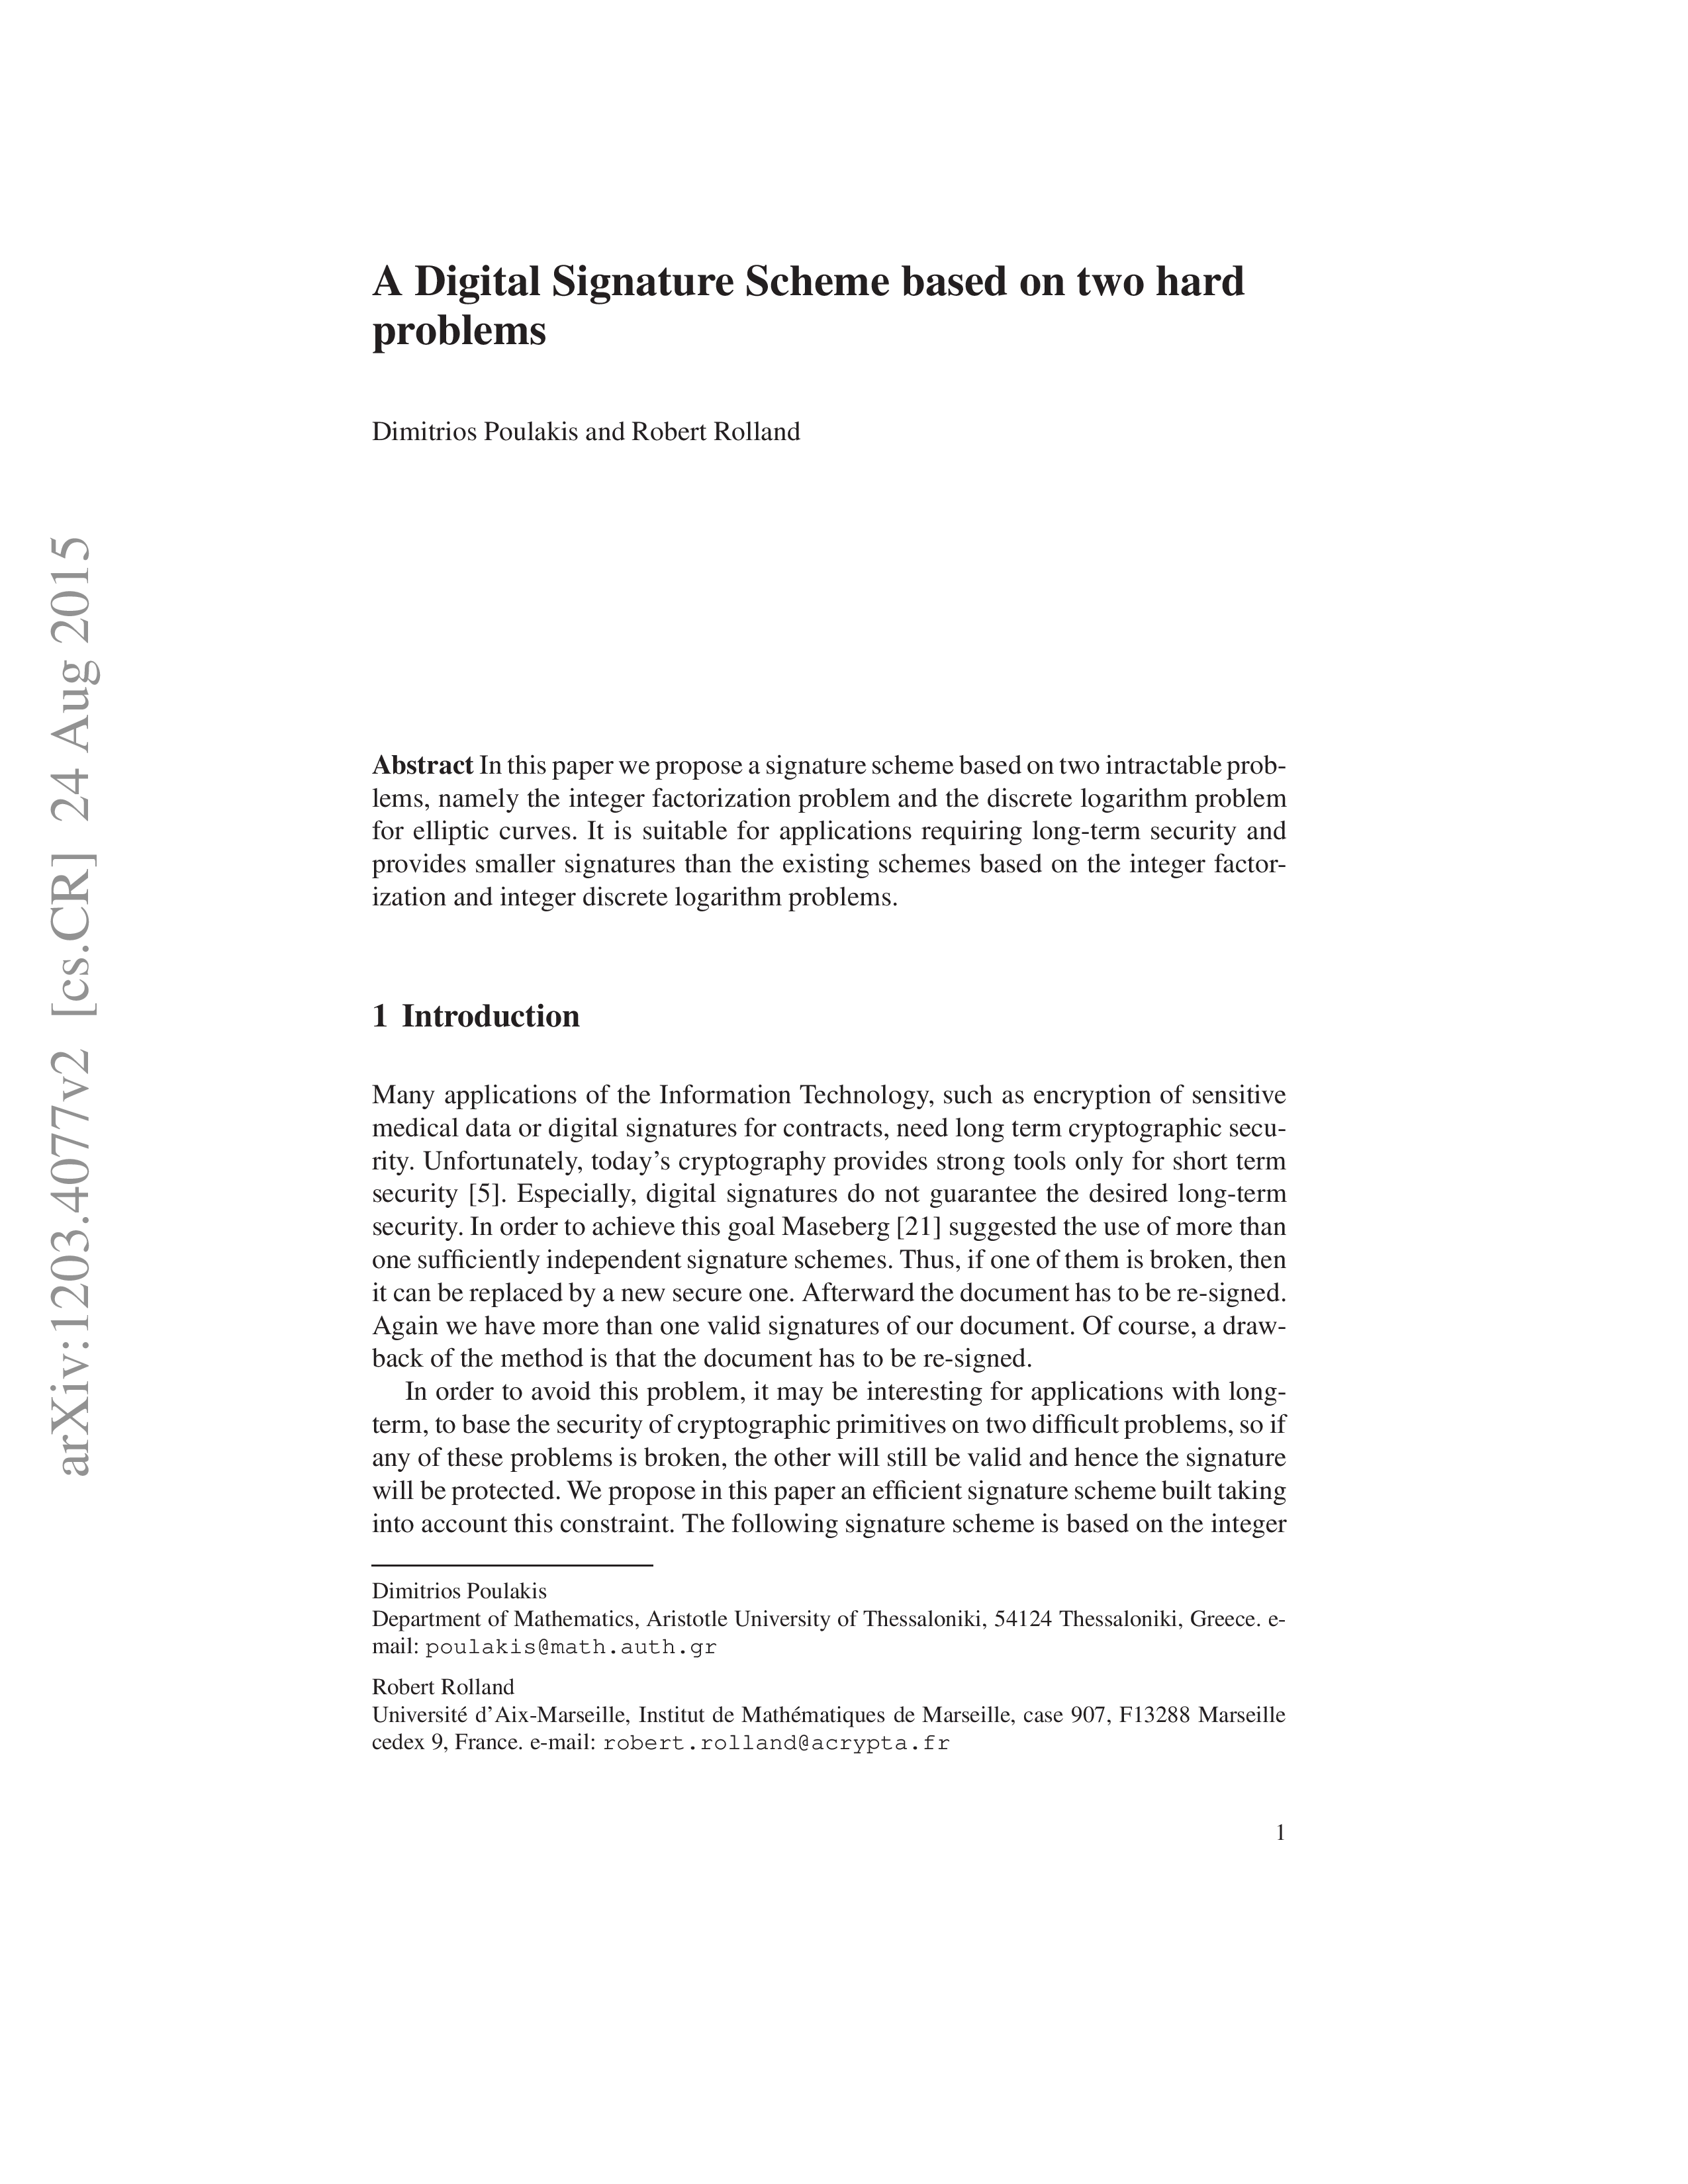 A Digital Signature Scheme based on two hard
problems
Dimitrios Poulakis and Robert Rolland
arXiv:1203.4077v2 [cs.CR] 24 Aug 2015
Abstract In this paper we propose a signature scheme based on two intractable prob-
lems, namely the integer factorization problem and the discrete logarithm problem
for elliptic curves. It is suitable for applications requiring long-term security and
provides smaller signatures than the existing schemes based on the integer factor-
ization and integer discrete logarithm problems.
1 Introduction
Many applications of the Information Technology, such as encryption of sensitive
medical data or digital signatures for contracts, need long term cryptographic secu-
rity. Unfortunately, today's cryptography provides strong tools only for short term
security [5]. Especially, digital signatures do not guarantee the desired long-term
security. In order to achieve this goal Maseberg [21] suggested the use of more than
one sufficiently independent signature schemes. Thus, if one of them is broken, then
it can be replaced by a new secure one. Afterward the document has to be re-signed.
Again we have more than one valid signatures of our document. Of course, a draw-
back of the method is that the document has to be re-signed.
In order to avoid this problem, it may be interesting for applications with long-
term, to base the security of cryptographic primitives on two difficult problems, so if
any of these problems is broken, the other will still be valid and hence the signature
will be protected. We propose in this paper an efficient signature scheme built taking
into account this constraint. The following signature scheme is based on the integer
Dimitrios Poulakis
Department of Mathematics, Aristotle University of Thessaloniki, 54124 Thessaloniki, Greece. e-
mail: poulakis@math.auth.gr
Robert Rolland
Université d'Aix-Marseille, Institut de Mathématiques de Marseille, case 907, F13288 Marseille
cedex 9, France. e-mail: robert.rolland@acrypta.fr
1